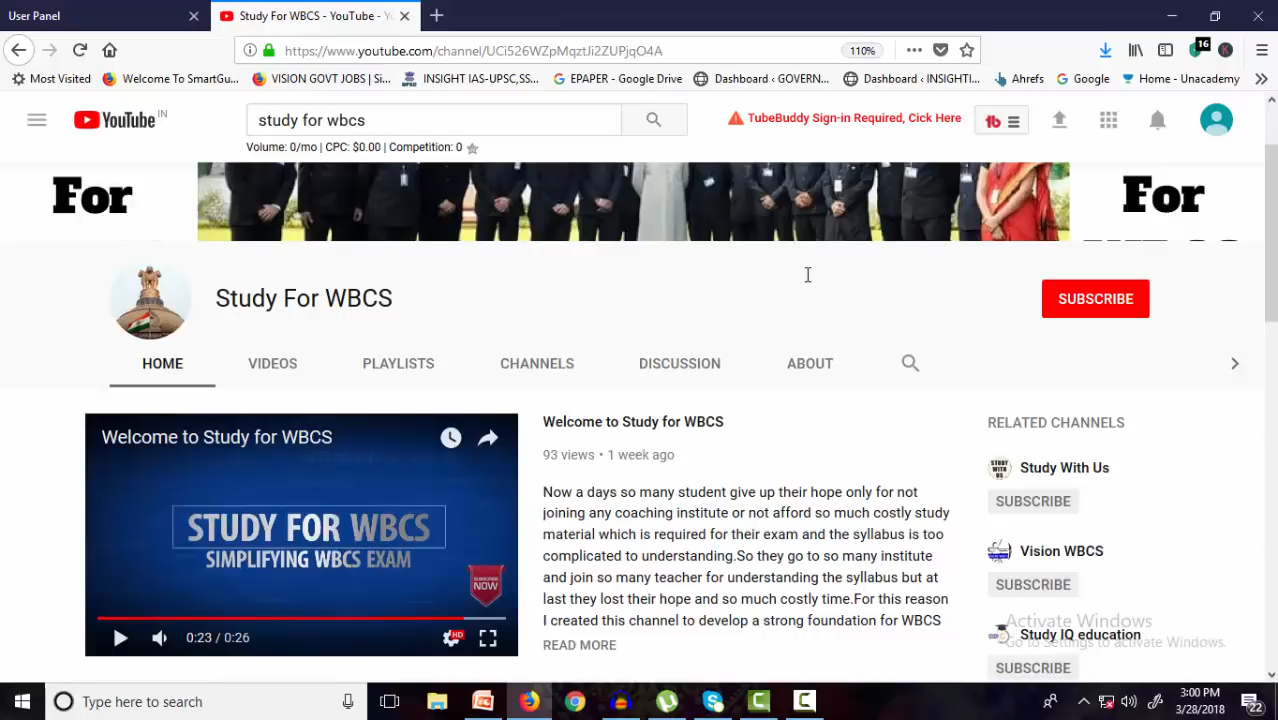 User Panel
Study For WBCS - YouTube - Y
https://www.youtube.com/channel/UCi526WZpMqztJi2ZUPjqO4A
110%
16
Most Visited
Welcome To SmartGu...
VISION GOVT JOBS | Si...
INSIGHT IAS-UPSC,SS...
EPAPER - Google Drive
Dashboard ‹ GOVERN...
Dashboard ‹ INSIGHTI...
Ahrefs
Google
Home - Unacademy
YouTube IN
study for wbcs
TubeBuddy Sign-in Required, Click Here
Volume: 0/mo | CPC: $0.00 | Competition: 0
For
For
Study For WBCS
SUBSCRIBE
HOME
VIDEOS
PLAYLISTS
CHANNELS
DISCUSSION
ABOUT
Welcome to Study for WBCS
STUDY FOR WBCS
SIMPLIFYING WBCS EXAM
SUBSCRIBE
NOW
0:23 / 0:26
HD
Welcome to Study for WBCS
93 views • 1 week ago
Now a days so many student give up their hope only for not
joining any coaching institute or not afford so much costly study
material which is required for their exam and the syllabus is too
complicated to understanding.So they go to so many institute
and join so many teacher for understanding the syllabus but at
last they lost their hope and so much costly time.For this reason
I created this channel to develop a strong foundation for WBCS
READ MORE
RELATED CHANNELS
STUDY
WITH
US
Study With Us
SUBSCRIBE
Vision WBCS
SUBSCRIBE
Study IQ education
SUBSCRIBE
Activate Windows
Go to Settings to activate Windows.
Type here to search
3:00 PM
3/28/2018
22